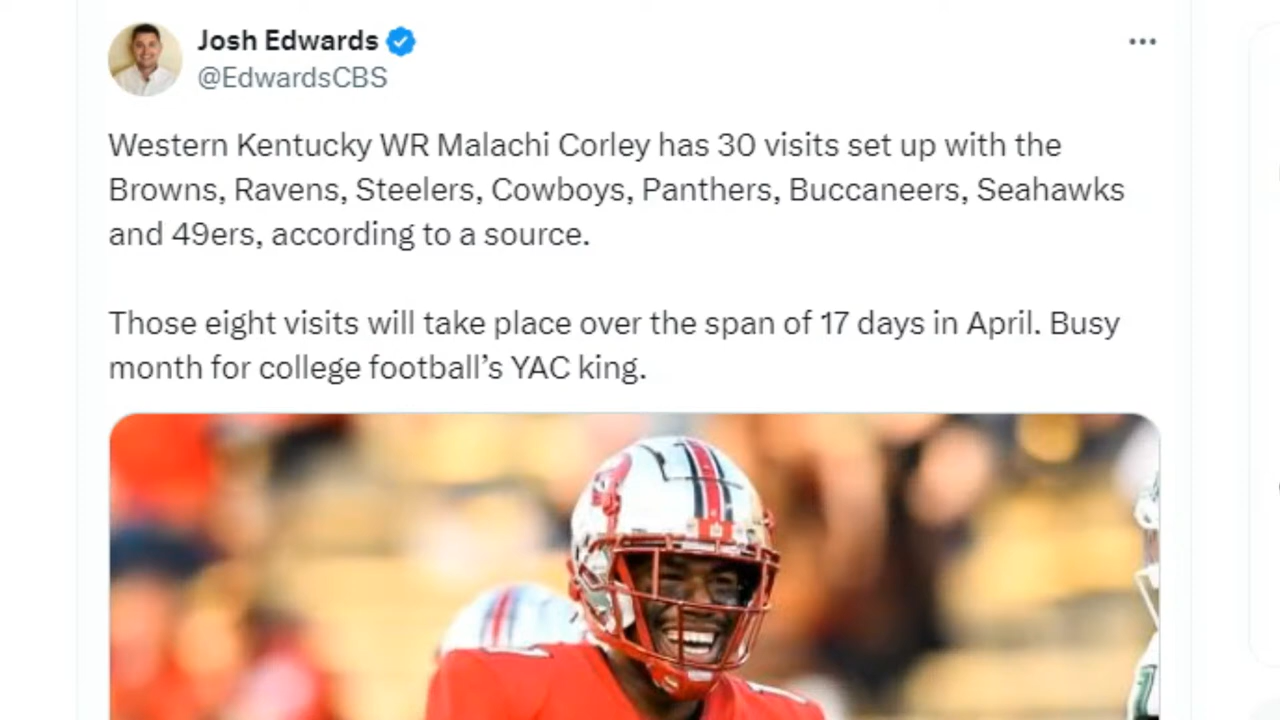 Josh Edwards
@EdwardsCBS
Western Kentucky WR Malachi Corley has 30 visits set up with the
Browns, Ravens, Steelers, Cowboys, Panthers, Buccaneers, Seahawks
and 49ers, according to a source.
Those eight visits will take place over the span of 17 days in April. Busy
month for college football’s YAC king.